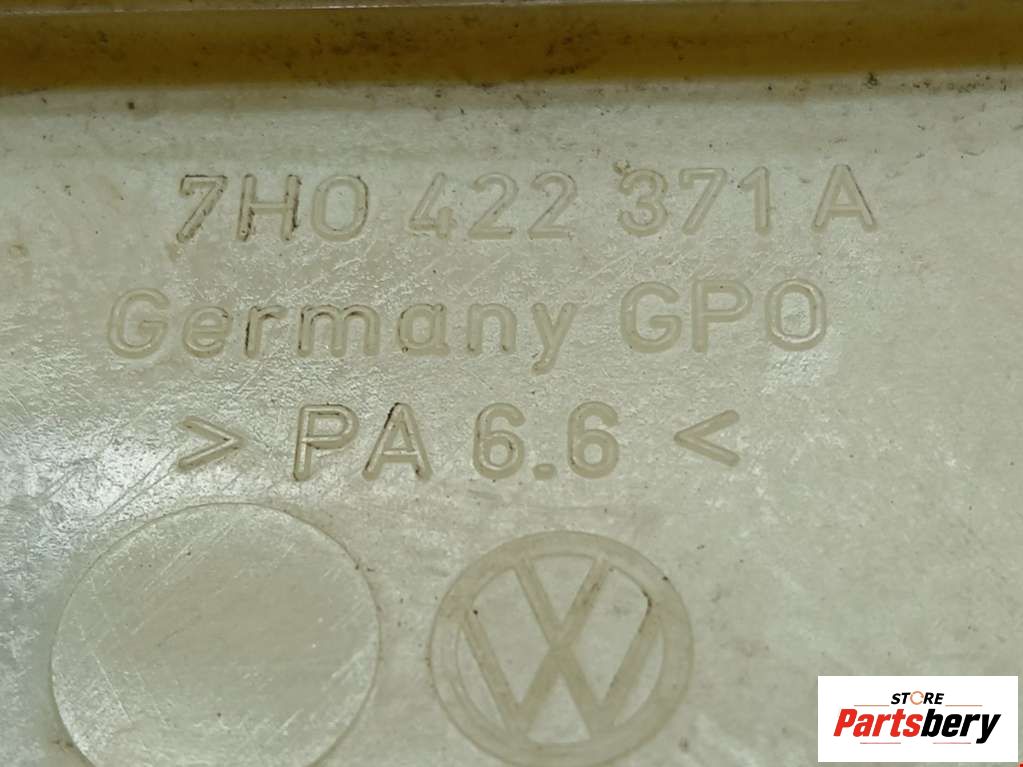 7H0 422 371 A
Germany GPO
> PA 6.6 <
STORE
Partsbery